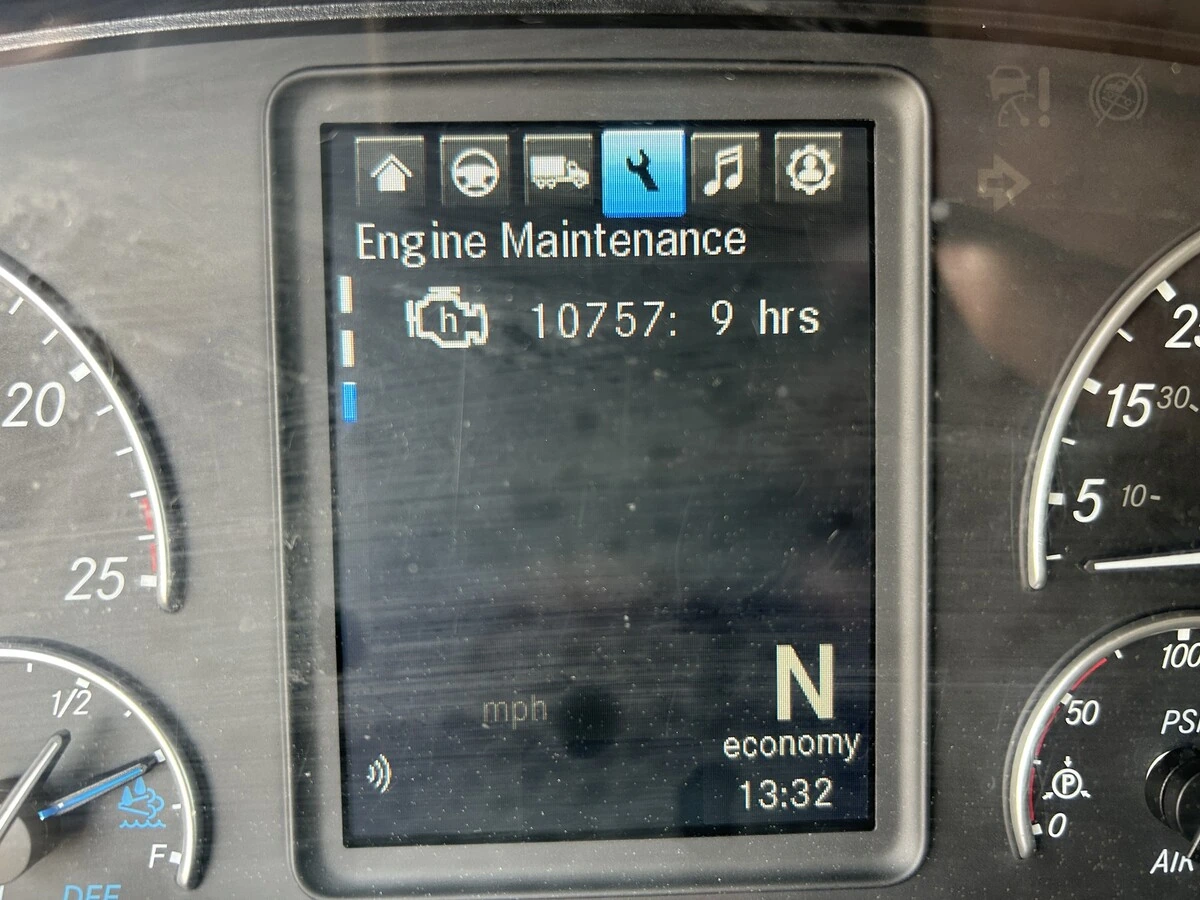 Engine Maintenance
h 10757: 9 hrs
mph
N
economy
13:32
20
25
1/2
F
DEF
15 30
5 10
100
50
PSI
P
0
AIR